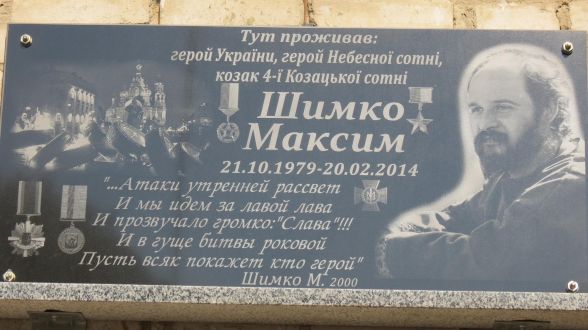 Тут проживав:
герой України, герой Небесної сотні,
козак 4-ї Козацької сотні
Шимко
Максим
21.10.1979-20.02.2014
"...Атаки утренней рассвет
И мы идем за лавой лава
И прозвучало громко:"Слава"!!!
И в гуще битвы роковой
Пусть всяк покажет кто герой"
Шимко М. 2000